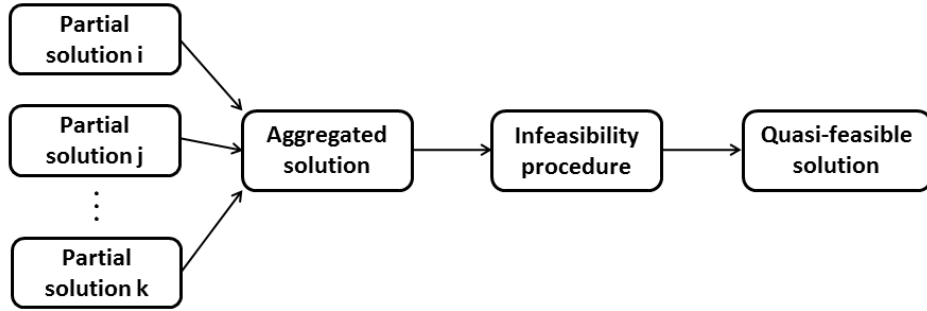 Partial
solution i
Partial
solution j
⋮
Partial
solution k
Aggregated
solution
Infeasibility
procedure
Quasi-feasible
solution